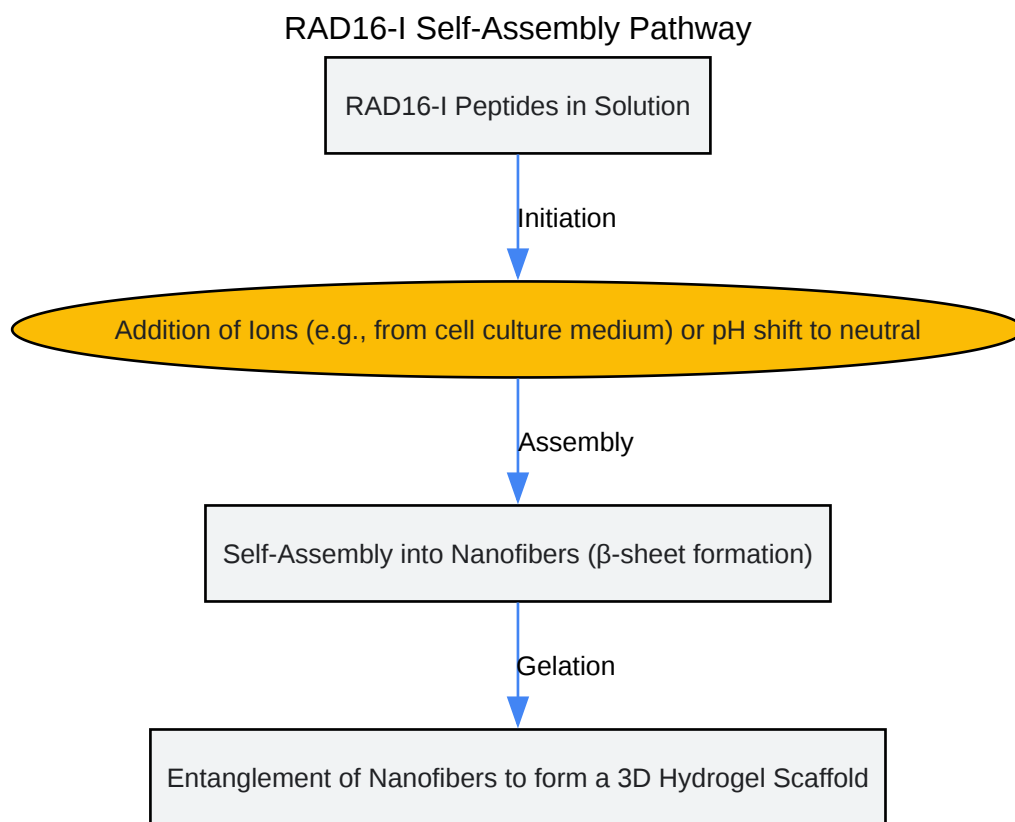 RAD16-I Self-Assembly Pathway
RAD16-I Peptides in Solution
Initiation
Addition of Ions (e.g., from cell culture medium) or pH shift to neutral
Assembly
Self-Assembly into Nanofibers (β-sheet formation)
Gelation
Entanglement of Nanofibers to form a 3D Hydrogel Scaffold